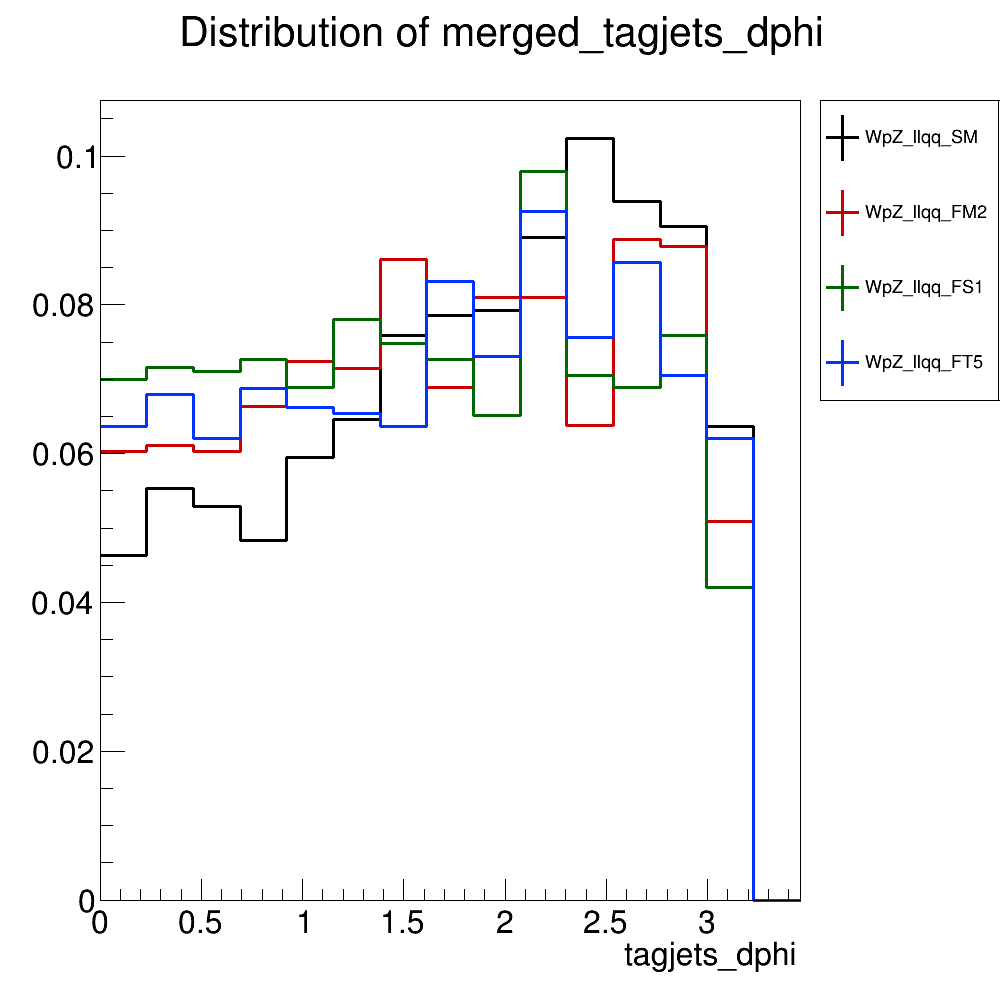 Distribution of merged_tagjets_dphi
WpZ_llqq_SM
WpZ_llqq_FM2
WpZ_llqq_FS1
WpZ_llqq_FT5
0.1
0.08
0.06
0.04
0.02
0
0 0.5 1 1.5 2 2.5 3
tagjets_dphi